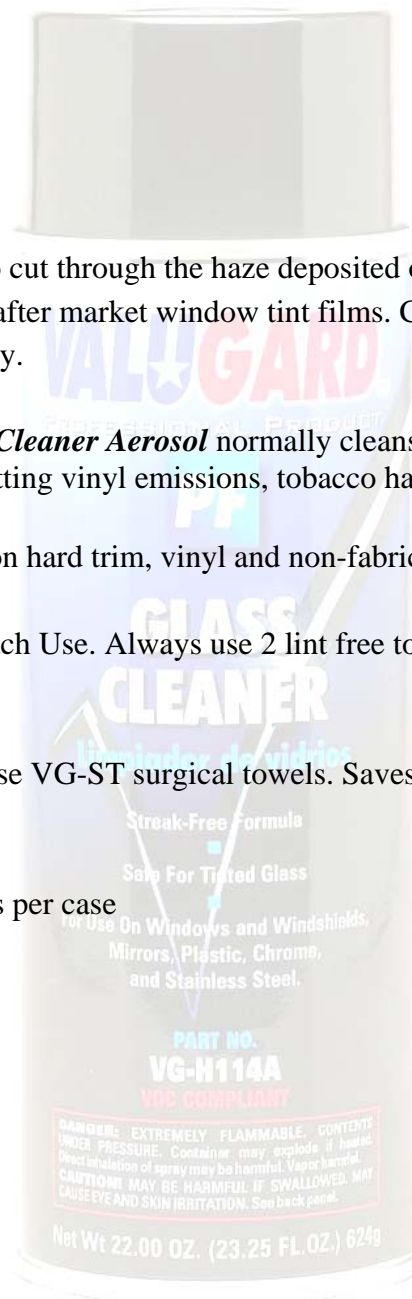 cut through the haze deposited
after market window tint films.
y.
VALUGARD®
PROFESSIONAL PRODUCT
Cleaner Aerosol normally cleans
tting vinyl emissions, tobacco ha
PF
on hard trim, vinyl and non-fabric
GLASS
ach Use. Always use 2 lint free to
CLEANER
Limpiador de vidrios
se VG-ST surgical towels. Saves
Streak-Free Formula
Safe For Tinted Glass
s per case
For Use On Windows and Windshields,
Mirrors, Plastic, Chrome,
and Stainless Steel.
PART NO.
VG-H114A
VOC COMPLIANT
DANGER: EXTREMELY FLAMMABLE. CONTENTS
UNDER PRESSURE. Container may explode if heated.
Direct inhalation of spray may be harmful. Vapor harmful.
CAUTION! MAY BE HARMFUL IF SWALLOWED. MAY
CAUSE EYE AND SKIN IRRITATION. See back panel.
Net Wt 22.00 OZ. (23.25 FL.OZ.) 624g